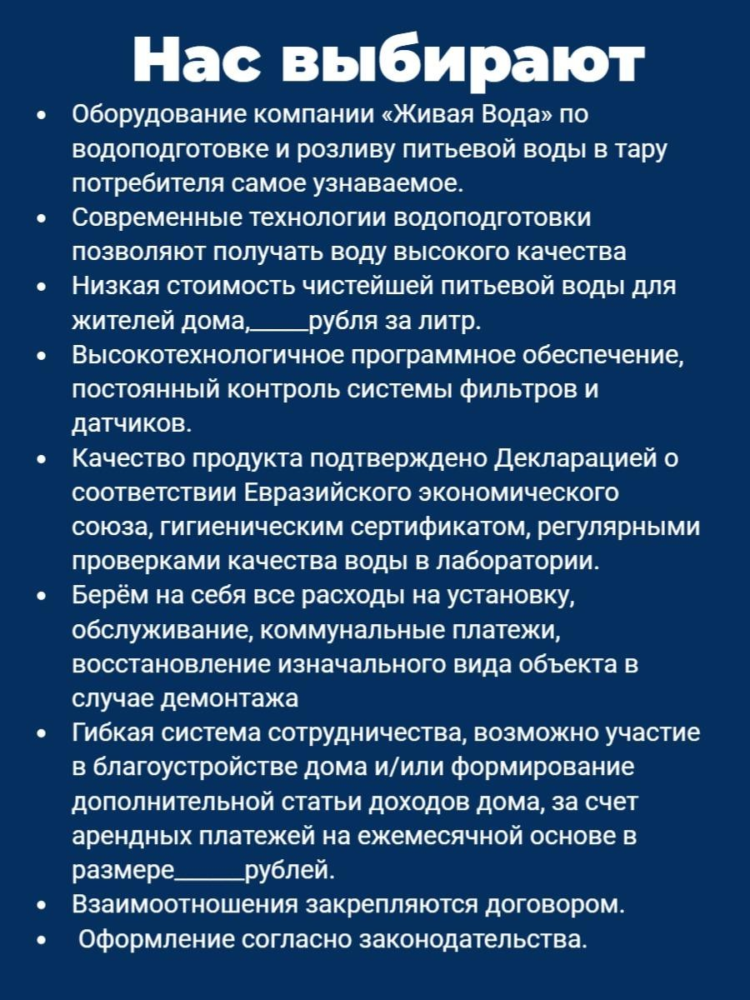 Нас выбирают
• Оборудование компании «Живая Вода» по
водоподготовке и розливу питьевой воды в тару
потребителя самое узнаваемое.
• Современные технологии водоподготовки
позволяют получать воду высокого качества
• Низкая стоимость чистейшей питьевой воды для
жителей дома,_____рубля за литр.
• Высокотехнологичное программное обеспечение,
постоянный контроль системы фильтров и
датчиков.
• Качество продукта подтверждено Декларацией о
соответствии Евразийского экономического
союза, гигиеническим сертификатом, регулярными
проверками качества воды в лаборатории.
• Берём на себя все расходы на установку,
обслуживание, коммунальные платежи,
восстановление изначального вида объекта в
случае демонтажа
• Гибкая система сотрудничества, возможно участие
в благоустройстве дома и/или формирование
дополнительной статьи доходов дома, за счет
арендных платежей на ежемесячной основе в
размере______рублей.
• Взаимоотношения закрепляются договором.
• Оформление согласно законодательства.